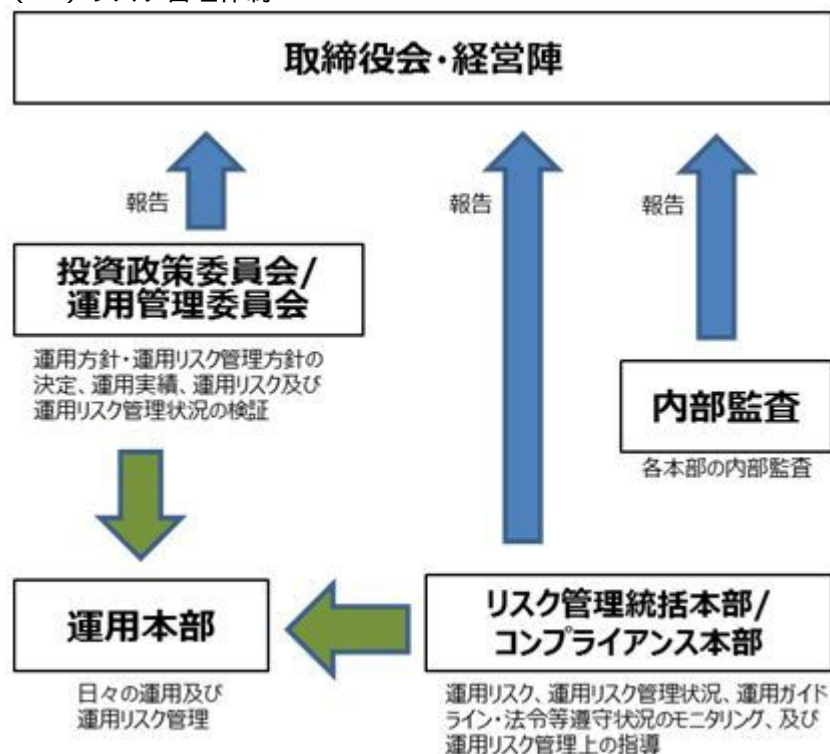 取締役会・経営陣
報告
報告
報告
投資政策委員会/
運用管理委員会
運用方針・運用リスク管理方針の
決定、運用実績、運用リスク及び
運用リスク管理状況の検証
内部監査
各本部の内部監査
運用本部
日々の運用及び
運用リスク管理
リスク管理統括本部/
コンプライアンス本部
運用リスク、運用リスク管理状況、運用ガイド
ライン・法令等遵守状況のモニタリング、及び
運用リスク管理上の指導